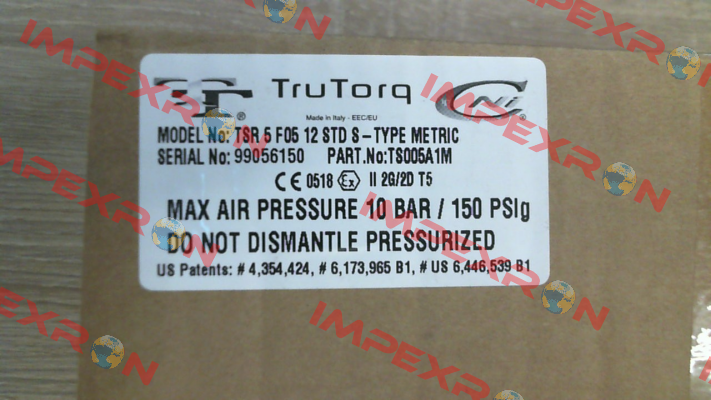 TT® TruTorq CNi®
Made in Italy - EEC/EU
MODEL No: TSR 5 F05 12 STD S-TYPE METRIC
SERIAL No: 99056150 PART.No:TS005A1M
CE 0518 Ex II 2G/2D T5
MAX AIR PRESSURE 10 BAR / 150 PSIg
DO NOT DISMANTLE PRESSURIZED
US Patents: # 4,354,424, # 6,173,965 B1, # US 6,446,539 B1
IMPEXRON
IMPEXRON
IMPEXRON
IMPEXRON
IMPEXRON